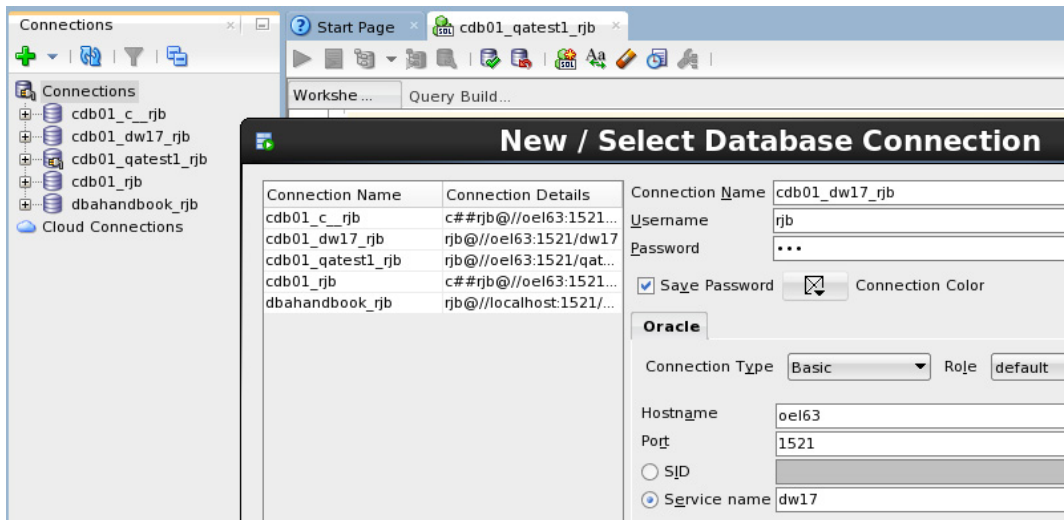 Connections
Start Page
cdb01_qatest1_rjb
Workshe...
Query Build...
Connections
cdb01_c__rjb
cdb01_dw17_rjb
cdb01_qatest1_rjb
cdb01_rjb
dbahandbook_rjb
Cloud Connections
New / Select Database Connection
Connection Name Connection Details
cdb01_c__rjb c##rjb@//oel63:1521...
cdb01_dw17_rjb rjb@//oel63:1521/dw17
cdb01_qatest1_rjb rjb@//oel63:1521/qat...
cdb01_rjb c##rjb@//oel63:1521...
dbahandbook_rjb rjb@//localhost:1521/...
Connection Name cdb01_dw17_rjb
Username rjb
Password •••
Save Password Connection Color
Oracle
Connection Type Basic Role default
Hostname oel63
Port 1521
SID
Service name dw17